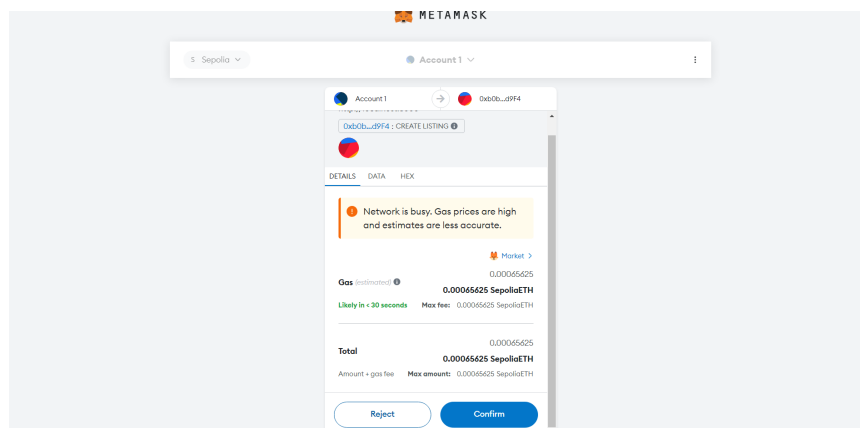 METAMASK
S Sepolia
Account 1
Account 1
0xb0b...d9F4
0xb0b...d9F4 : CREATE LISTING
DETAILS DATA HEX
Network is busy. Gas prices are high
and estimates are less accurate.
Market >
0.00065625
Gas (estimated)
0.00065625 SepoliaETH
Likely in < 30 seconds Max fee: 0.00065625 SepoliaETH
0.00065625
Total
0.00065625 SepoliaETH
Amount + gas fee Max amount: 0.00065625 SepoliaETH
Reject Confirm